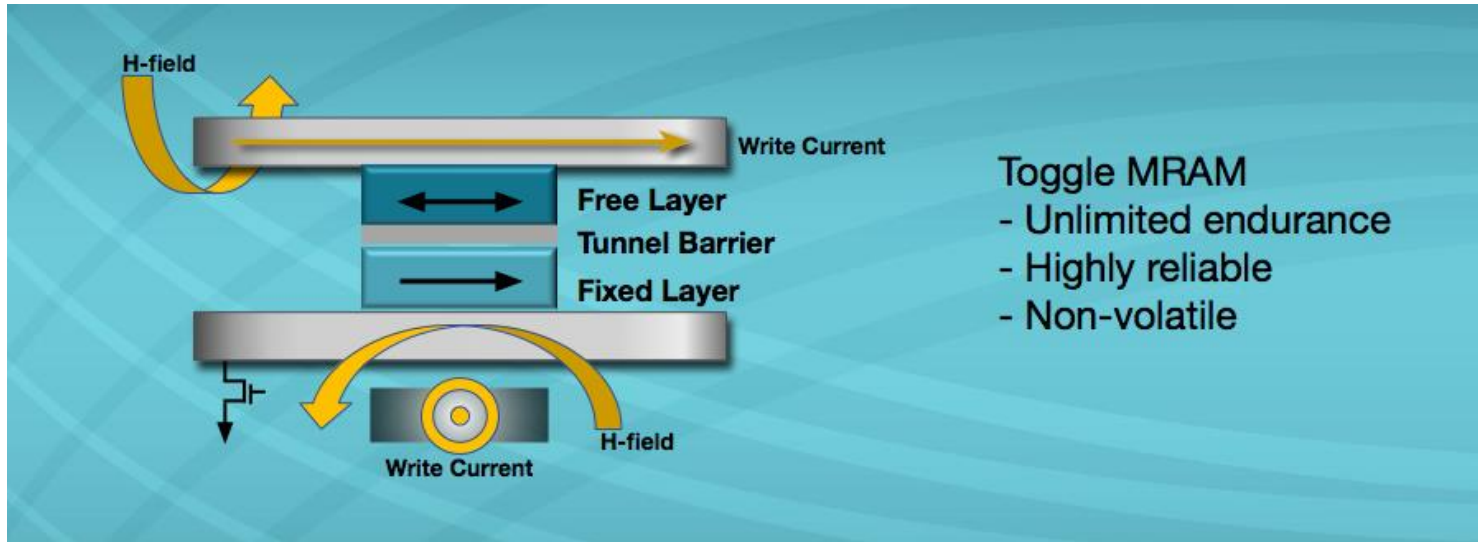 H-field
Write Current
Free Layer
Tunnel Barrier
Fixed Layer
H-field
Write Current
Toggle MRAM
- Unlimited endurance
- Highly reliable
- Non-volatile